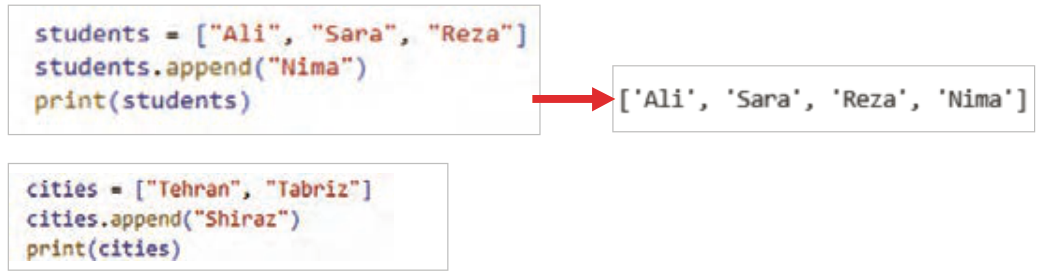 students = ["Ali", "Sara", "Reza"]
students.append("Nima")
print(students)
['Ali', 'Sara', 'Reza', 'Nima']
cities = ["Tehran", "Tabriz"]
cities.append("Shiraz")
print(cities)